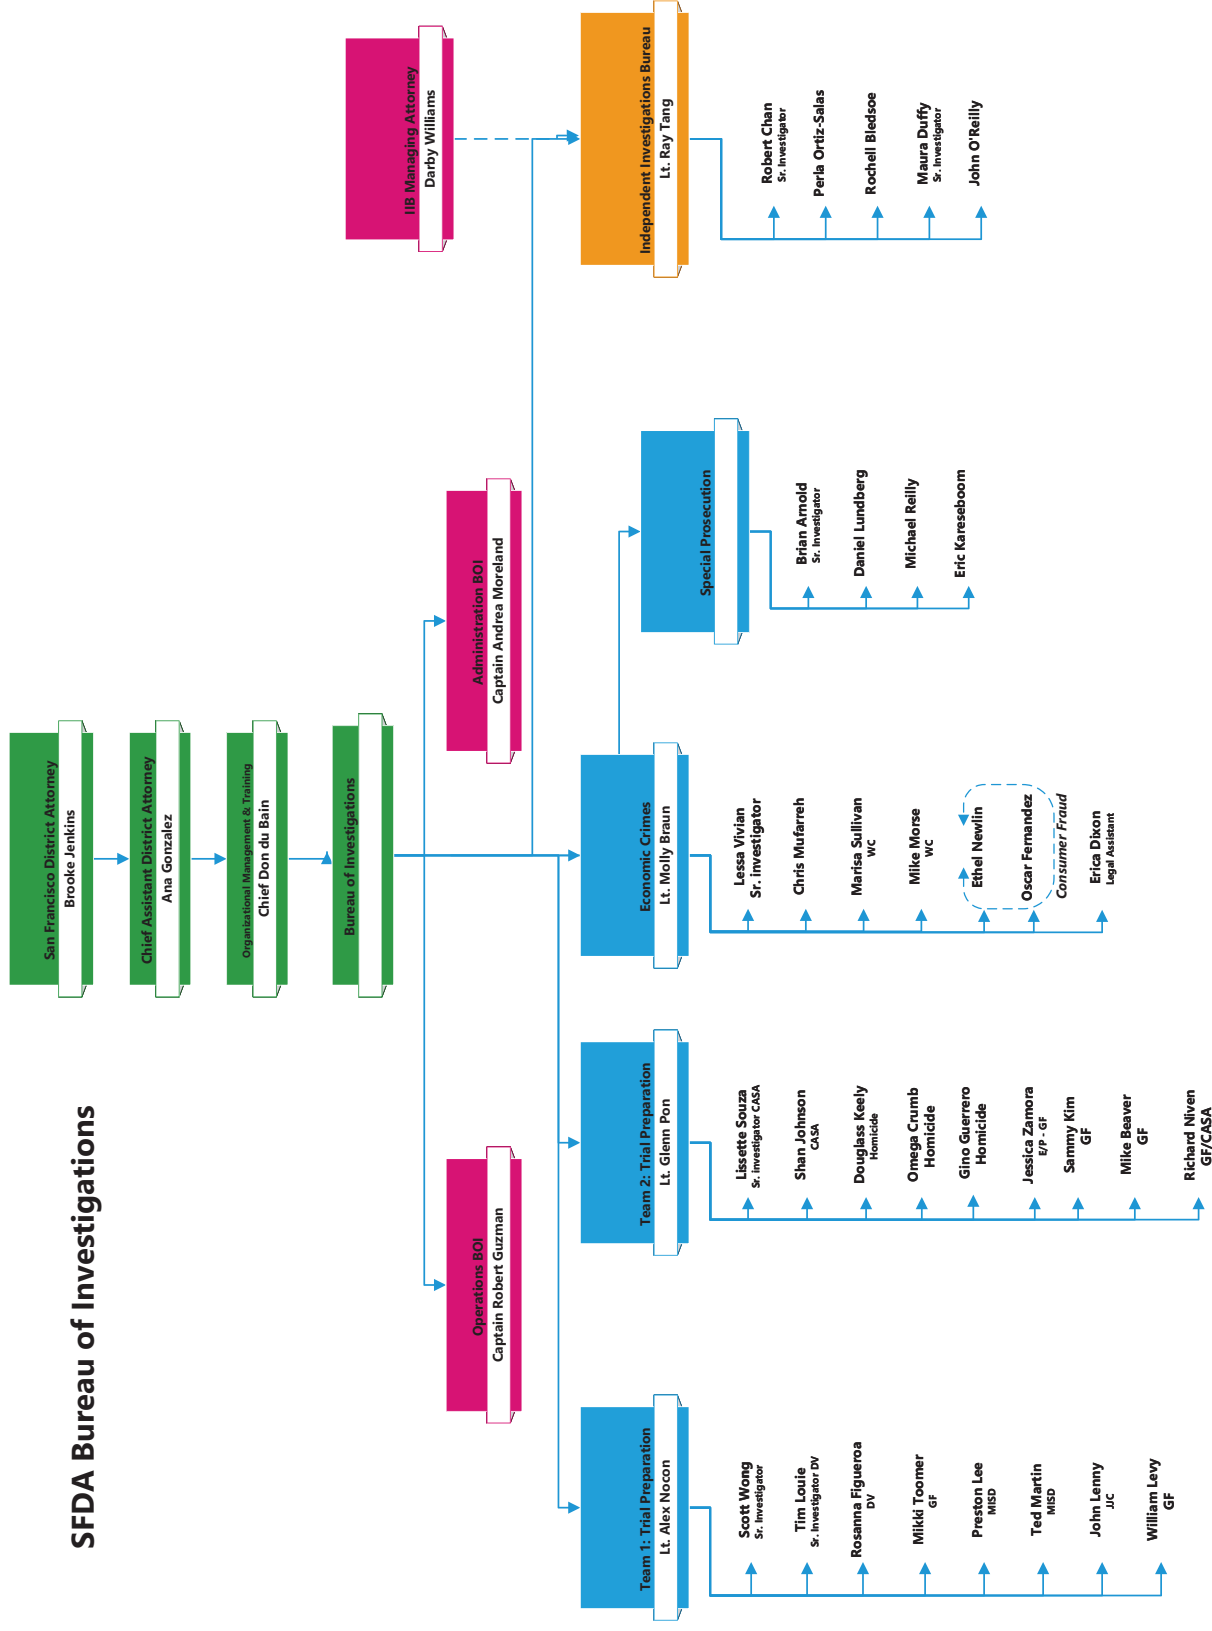 SFDA Bureau of Investigations
San Francisco District Attorney
Brooke Jenkins
Chief Assistant District Attorney
Ana Gonzalez
Organizational Management & Training
Chief Don du Bain
Bureau of Investigations
Operations BOI
Captain Robert Guzman
Administration BOI
Captain Andrea Moreland
IIB Managing Attorney
Darby Williams
Team 1: Trial Preparation
Lt. Alex Nocon
Scott Wong
Sr. Investigator
Tim Louie
Sr. Investigator DV
Rosanna Figueroa
DV
Mikki Toomer
GF
Preston Lee
MISD
Ted Martin
MISD
John Lenny
JJC
William Levy
GF
Team 2: Trial Preparation
Lt. Glenn Pon
Lissette Souza
Sr. investigator CASA
Shan Johnson
CASA
Douglass Keely
Homicide
Omega Crumb
Homicide
Gino Guerrero
Homicide
Jessica Zamora
E/P - GF
Sammy Kim
GF
Mike Beaver
GF
Richard Niven
GF/CASA
Economic Crimes
Lt. Molly Braun
Lessa Vivian
Sr. investigator
Chris Mufarreh
Marisa Sullivan
WC
Mike Morse
WC
Ethel Newlin
Oscar Fernandez
Consumer Fraud
Erica Dixon
Legal Assistant
Special Prosecution
Brian Arnold
Sr. Investigator
Daniel Lundberg
Michael Reilly
Eric Kareseboom
Independent Investigations Bureau
Lt. Ray Tang
Robert Chan
Sr. Investigator
Perla Ortiz-Salas
Rochell Bledsoe
Maura Duffy
Sr. Investigator
John O'Reilly